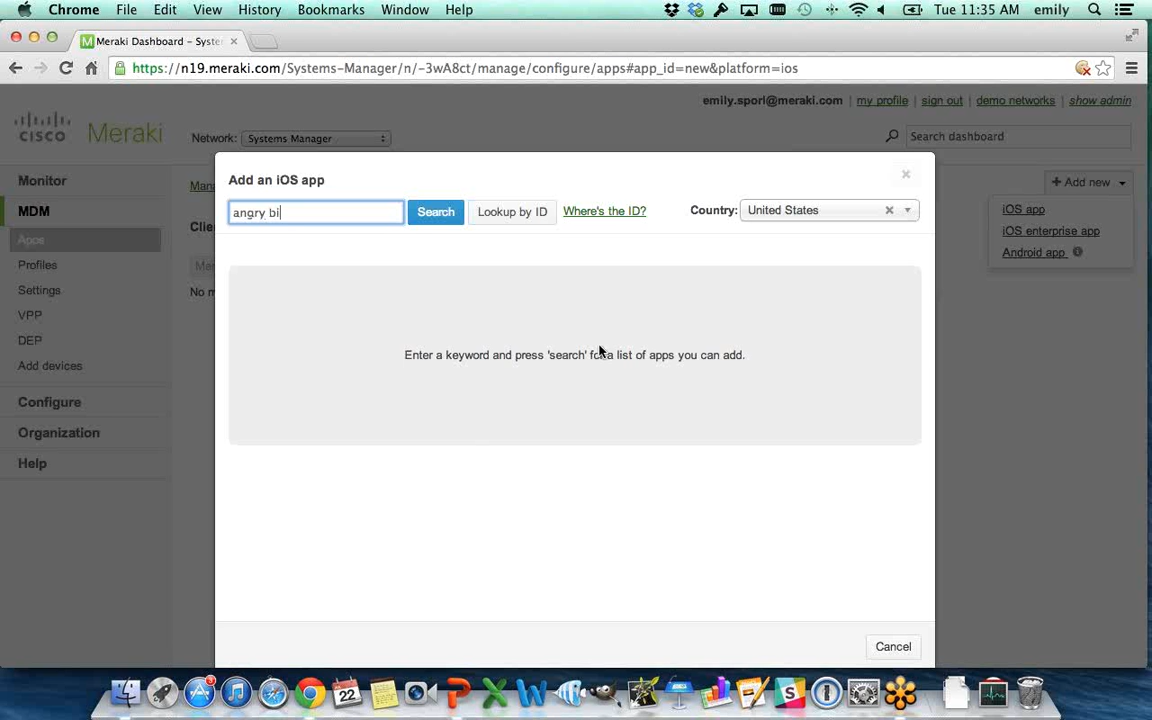 Chrome File Edit View History Bookmarks Window Help Tue 11:35 AM emily
Meraki Dashboard - Syste
https://n19.meraki.com/Systems-Manager/n/-3wA8ct/manage/configure/apps#app_id=new&platform=ios
emily.sporl@meraki.com my profile sign out demo networks show admin
CISCO Meraki Network: Systems Manager Search dashboard
Monitor
MDM
Apps
Profiles
Settings
VPP
DEP
Add devices
Configure
Organization
Help
Add an iOS app
angry bi Search Lookup by ID Where's the ID? Country: United States
Enter a keyword and press 'search' for a list of apps you can add.
Cancel
+ Add new
iOS app
iOS enterprise app
Android app
No m
22